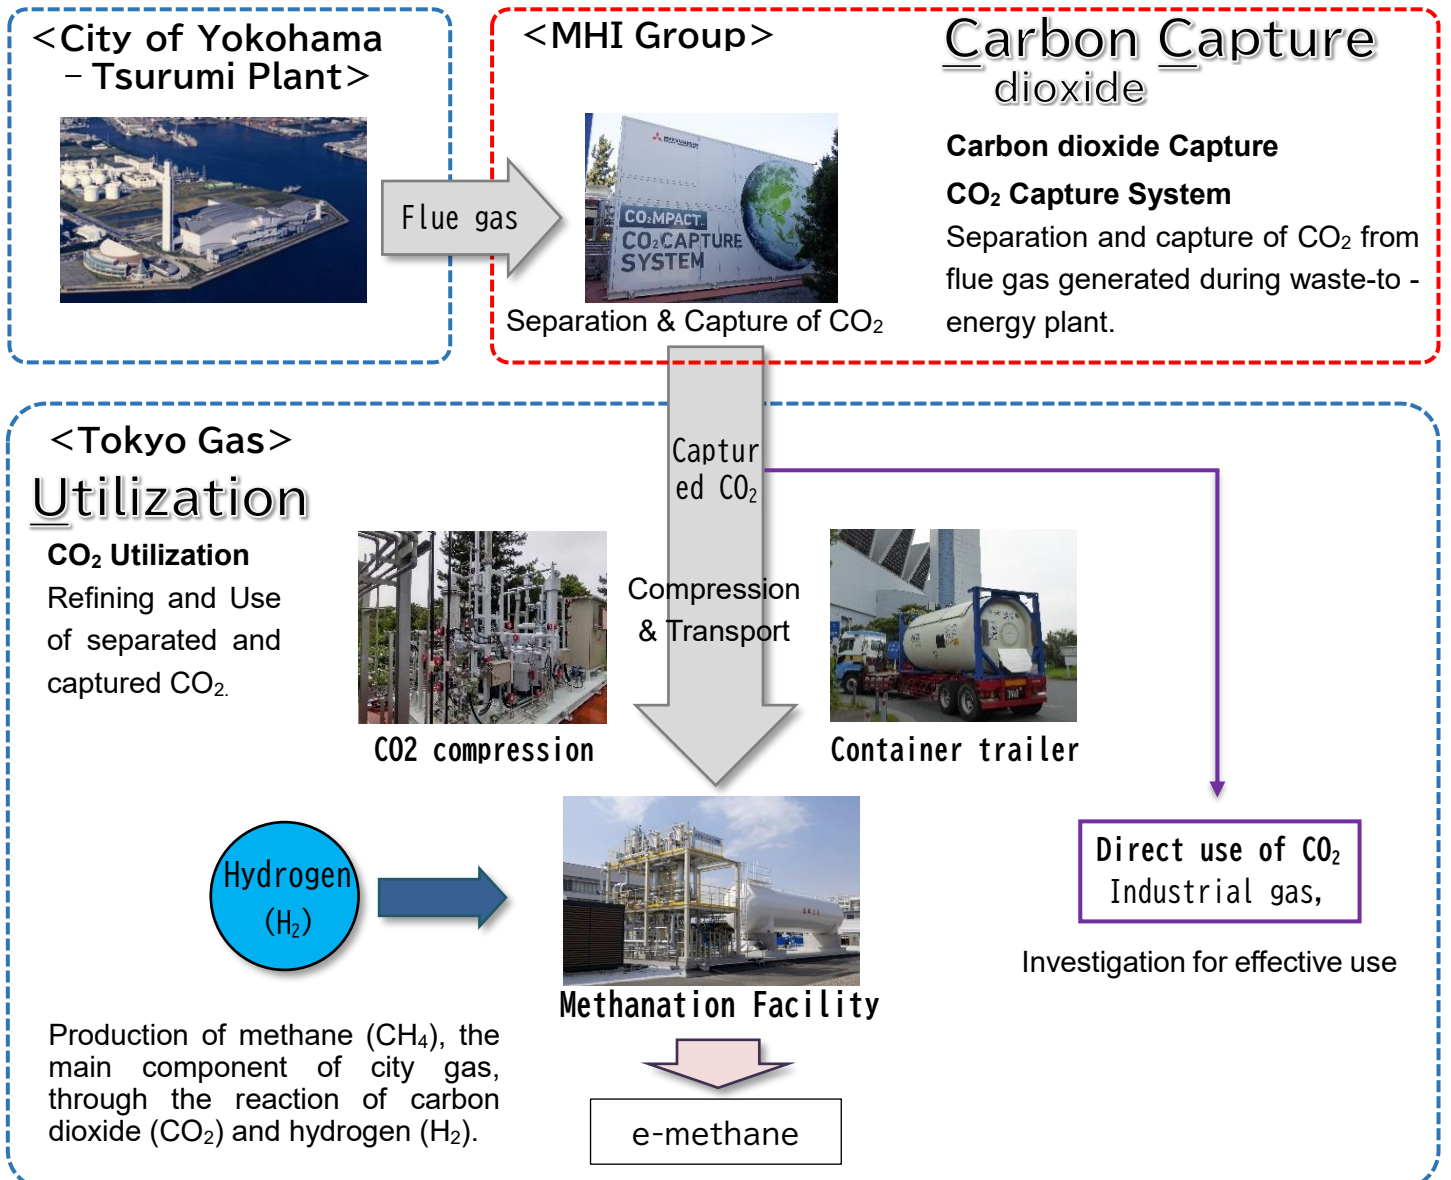 <City of Yokohama
– Tsurumi Plant>
Flue gas
<MHI Group>
CO₂MPACT
CO₂CAPTURE
SYSTEM
Separation & Capture of CO₂
Carbon Capture
dioxide
Carbon dioxide Capture
CO₂ Capture System
Separation and capture of CO₂ from
flue gas generated during waste-to -
energy plant.
<Tokyo Gas>
Utilization
CO₂ Utilization
Refining and Use
of separated and
captured CO₂.
Captur
ed CO₂
Compression
& Transport
CO2 compression
Container trailer
Hydrogen
(H₂)
Methanation Facility
Direct use of CO₂
Industrial gas,
Investigation for effective use
Production of methane (CH₄), the
main component of city gas,
through the reaction of carbon
dioxide (CO₂) and hydrogen (H₂).
e-methane